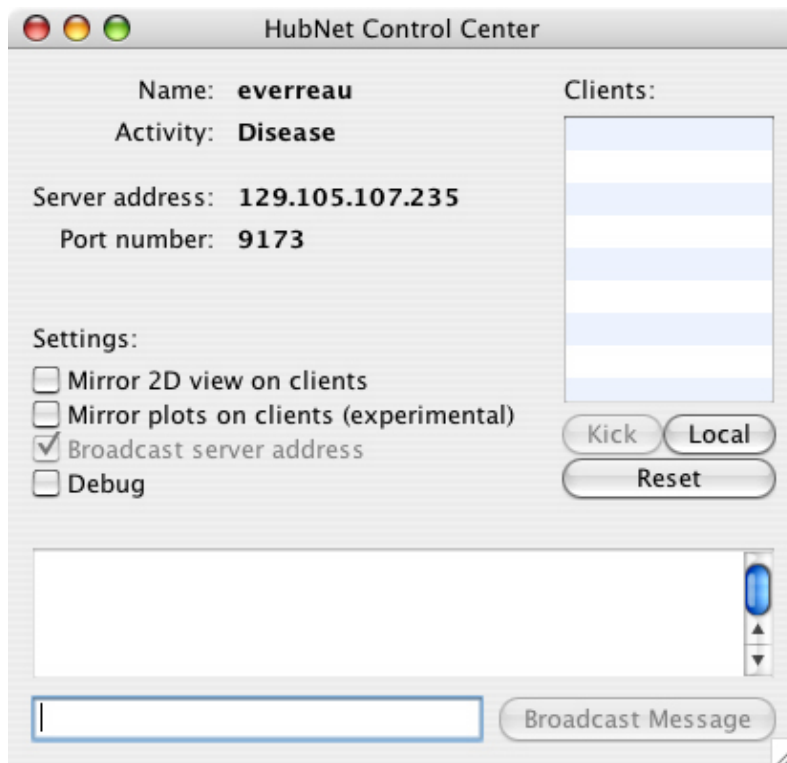 HubNet Control Center
Name: everreau
Activity: Disease
Server address: 129.105.107.235
Port number: 9173
Clients:
Settings:
Mirror 2D view on clients
Mirror plots on clients (experimental)
Broadcast server address
Debug
Kick Local
Reset
Broadcast Message